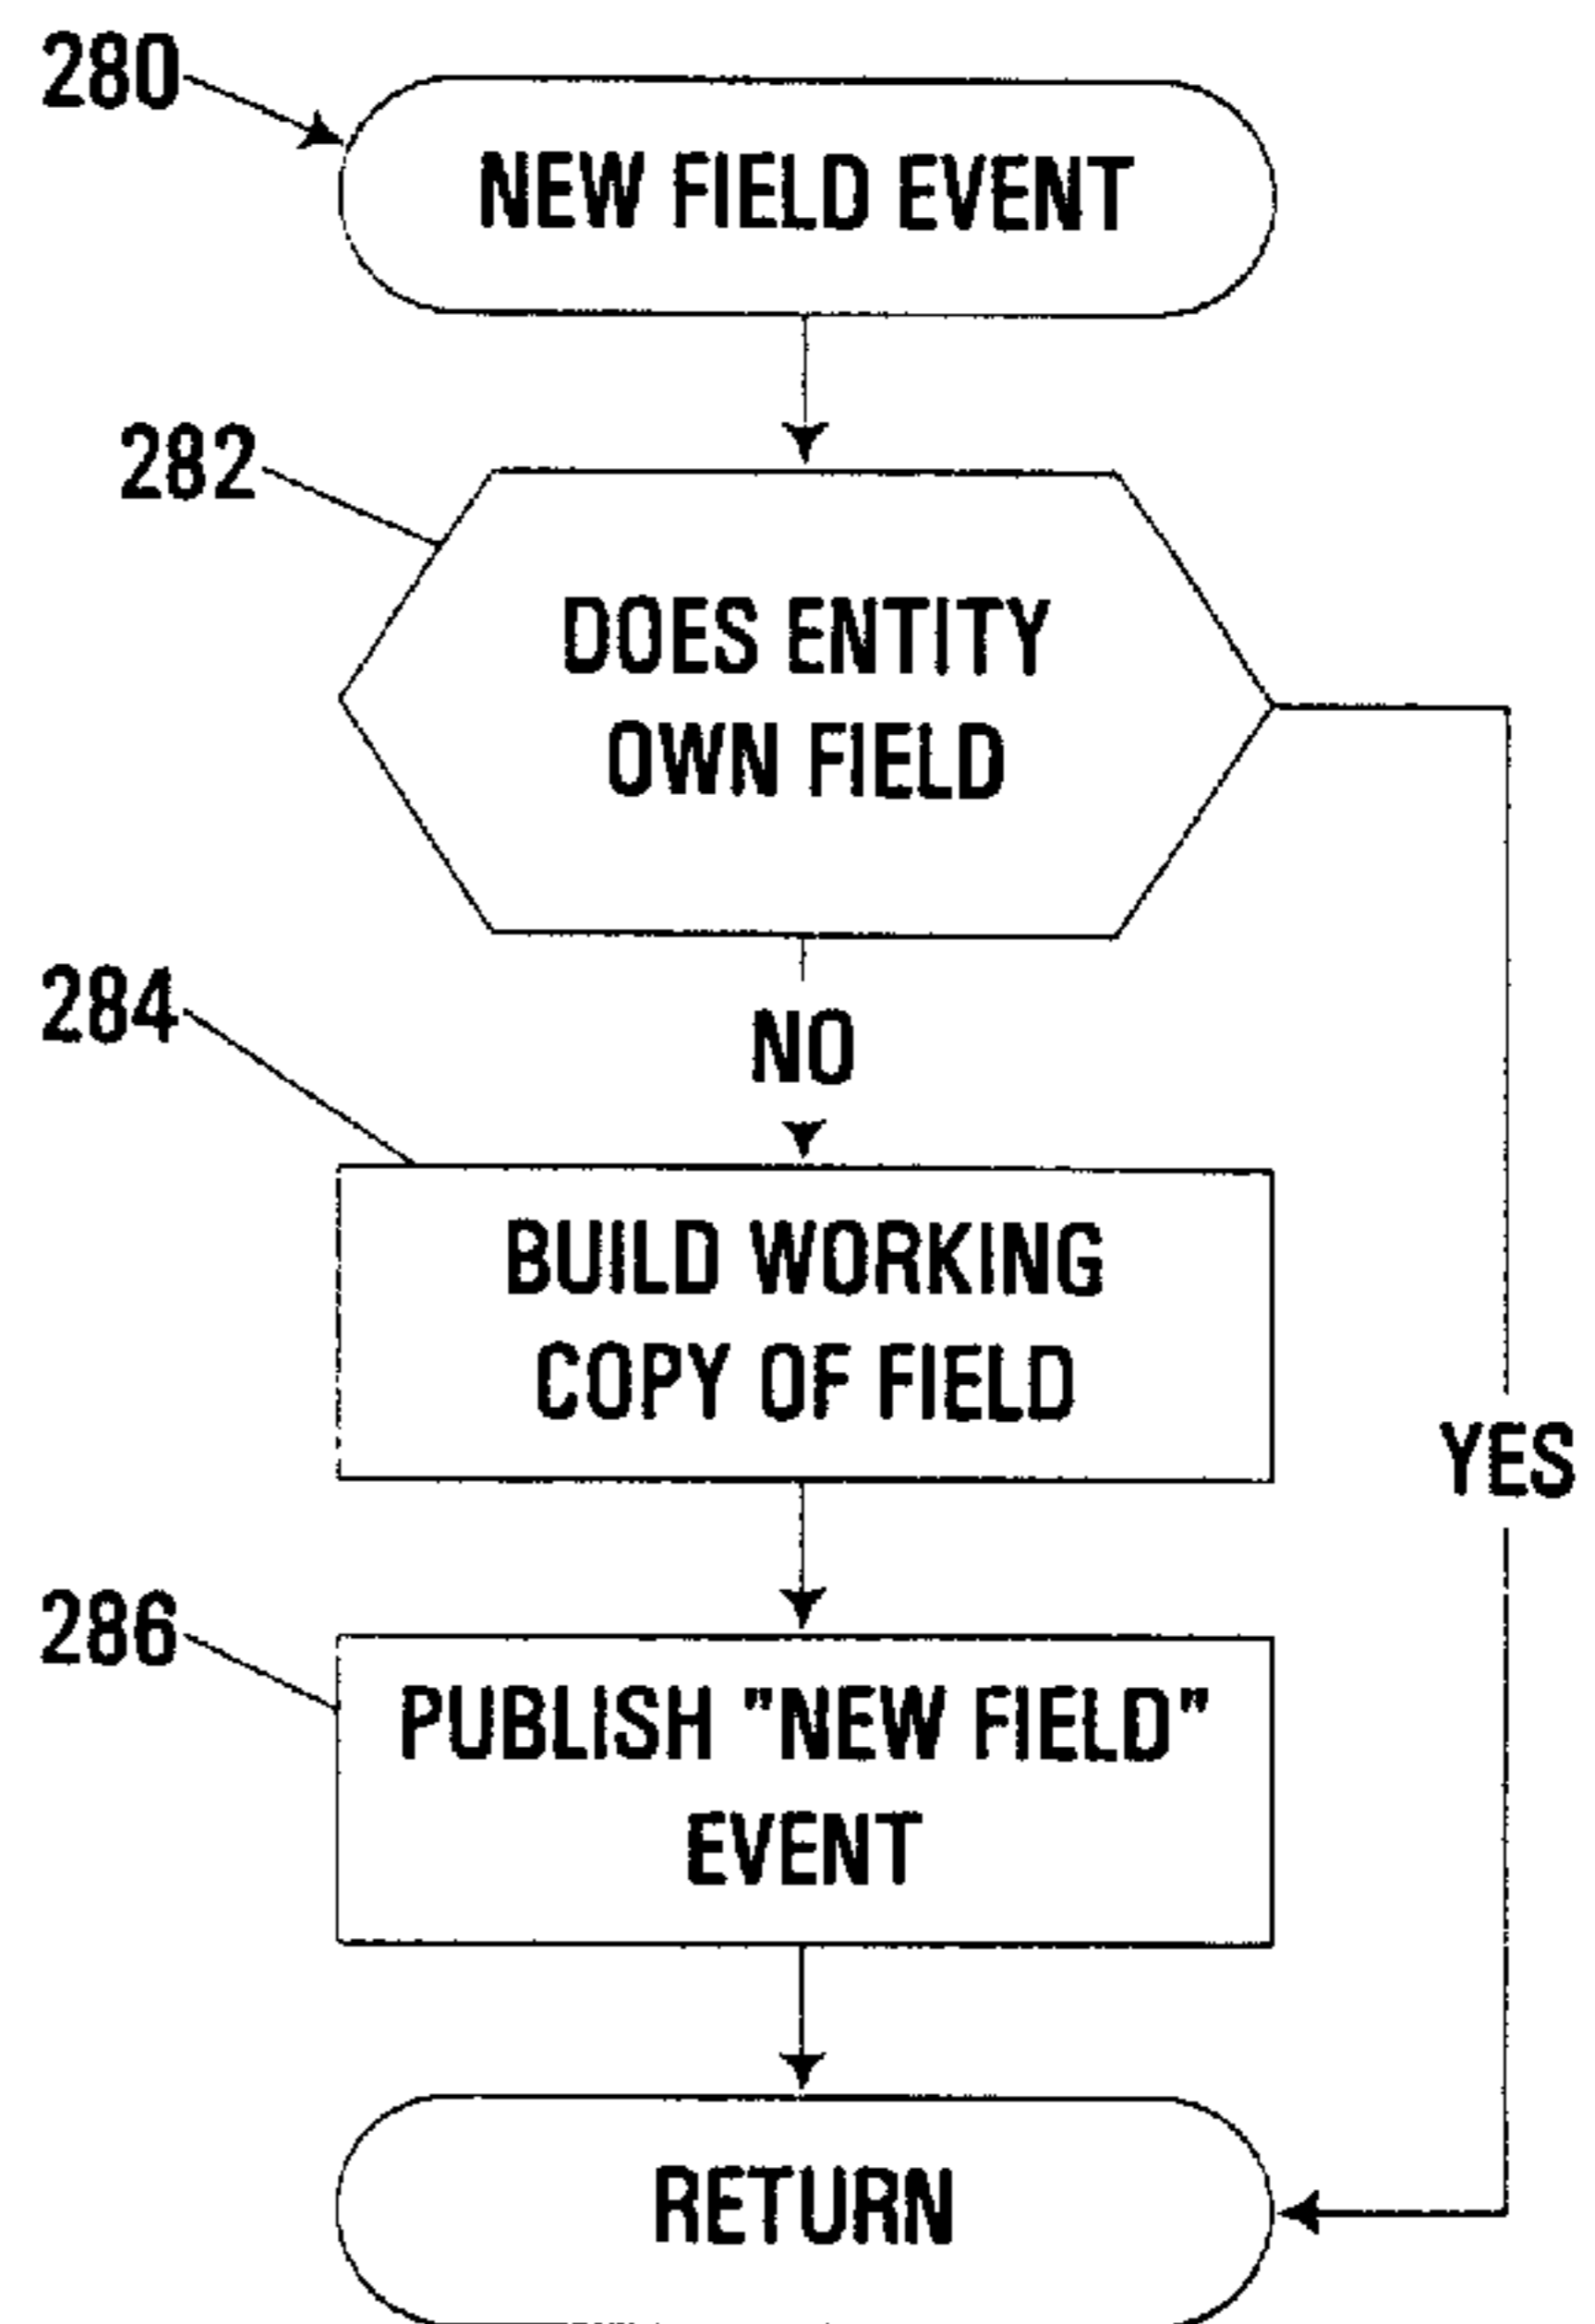 280
NEW FIELD EVENT
282
DOES ENTITY
OWN FIELD
284
NO
BUILD WORKING
COPY OF FIELD
YES
286
PUBLISH "NEW FIELD"
EVENT
RETURN